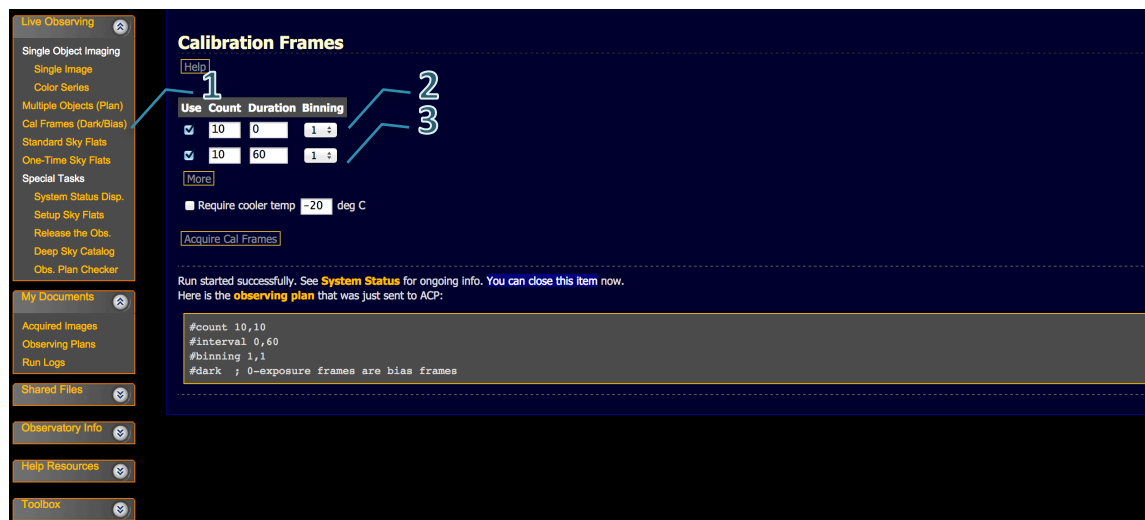 Live Observing
Single Object Imaging
Single Image
Color Series
Multiple Objects (Plan)
Cal Frames (Dark/Bias)
Standard Sky Flats
One-Time Sky Flats
Special Tasks
System Status Disp.
Setup Sky Flats
Release the Obs.
Deep Sky Catalog
Obs. Plan Checker
My Documents
Acquired Images
Observing Plans
Run Logs
Shared Files
Observatory Info
Help Resources
Toolbox
Calibration Frames
Help
1
2
3
Use Count Duration Binning
10 0 1
10 60 1
More
Require cooler temp -20 deg C
Acquire Cal Frames
Run started successfully. See System Status for ongoing info. You can close this item now.
Here is the observing plan that was just sent to ACP:
#count 10,10
#interval 0,60
#binning 1,1
#dark ; 0-exposure frames are bias frames